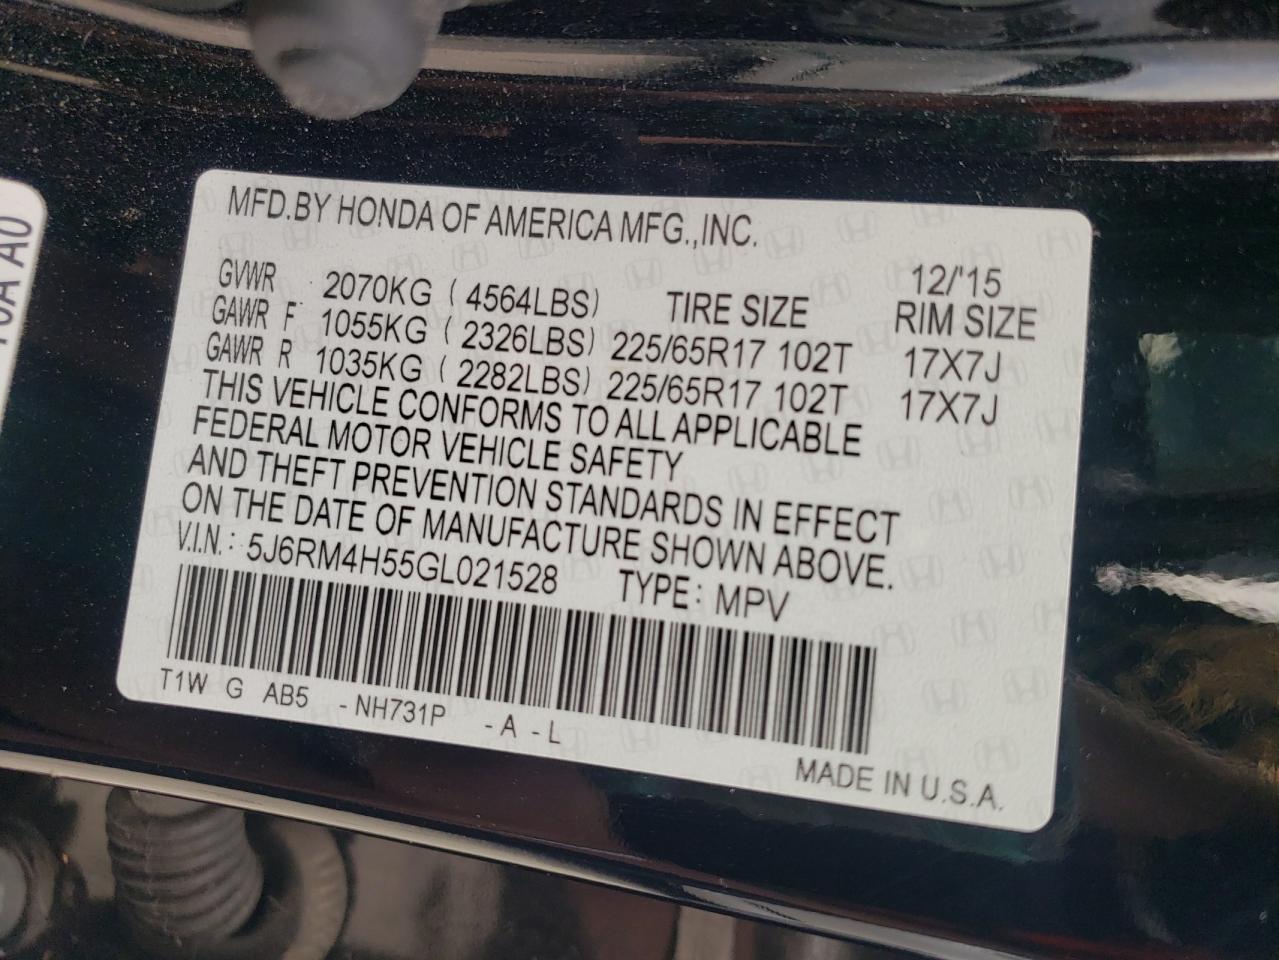 MFD.BY HONDA OF AMERICA MFG.,INC.
12/'15
GVWR 2070KG ( 4564LBS) TIRE SIZE RIM SIZE
GAWR F 1055KG ( 2326LBS) 225/65R17 102T 17X7J
GAWR R 1035KG ( 2282LBS) 225/65R17 102T 17X7J
THIS VEHICLE CONFORMS TO ALL APPLICABLE
FEDERAL MOTOR VEHICLE SAFETY
AND THEFT PREVENTION STANDARDS IN EFFECT
ON THE DATE OF MANUFACTURE SHOWN ABOVE.
V.I.N.: 5J6RM4H55GL021528 TYPE: MPV
T1W G AB5 - NH731P - A - L
MADE IN U.S.A.
A0